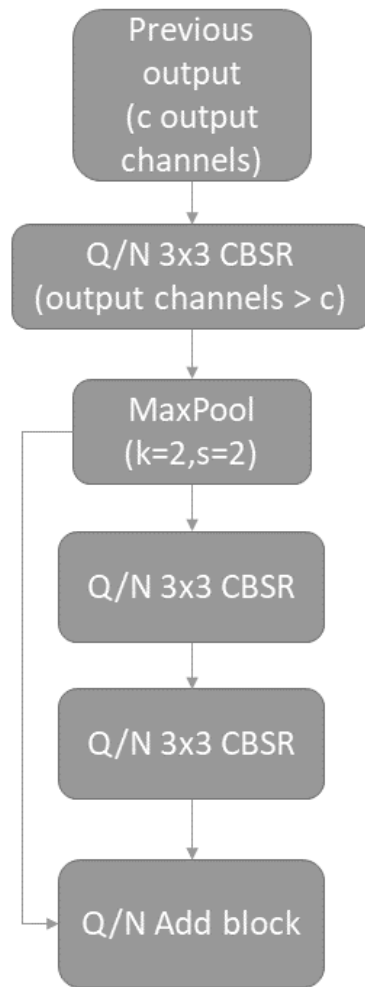 Previous
output
(c output
channels)
Q/N 3x3 CBSR
(output channels > c)
MaxPool
(k=2,s=2)
Q/N 3x3 CBSR
Q/N 3x3 CBSR
Q/N Add block